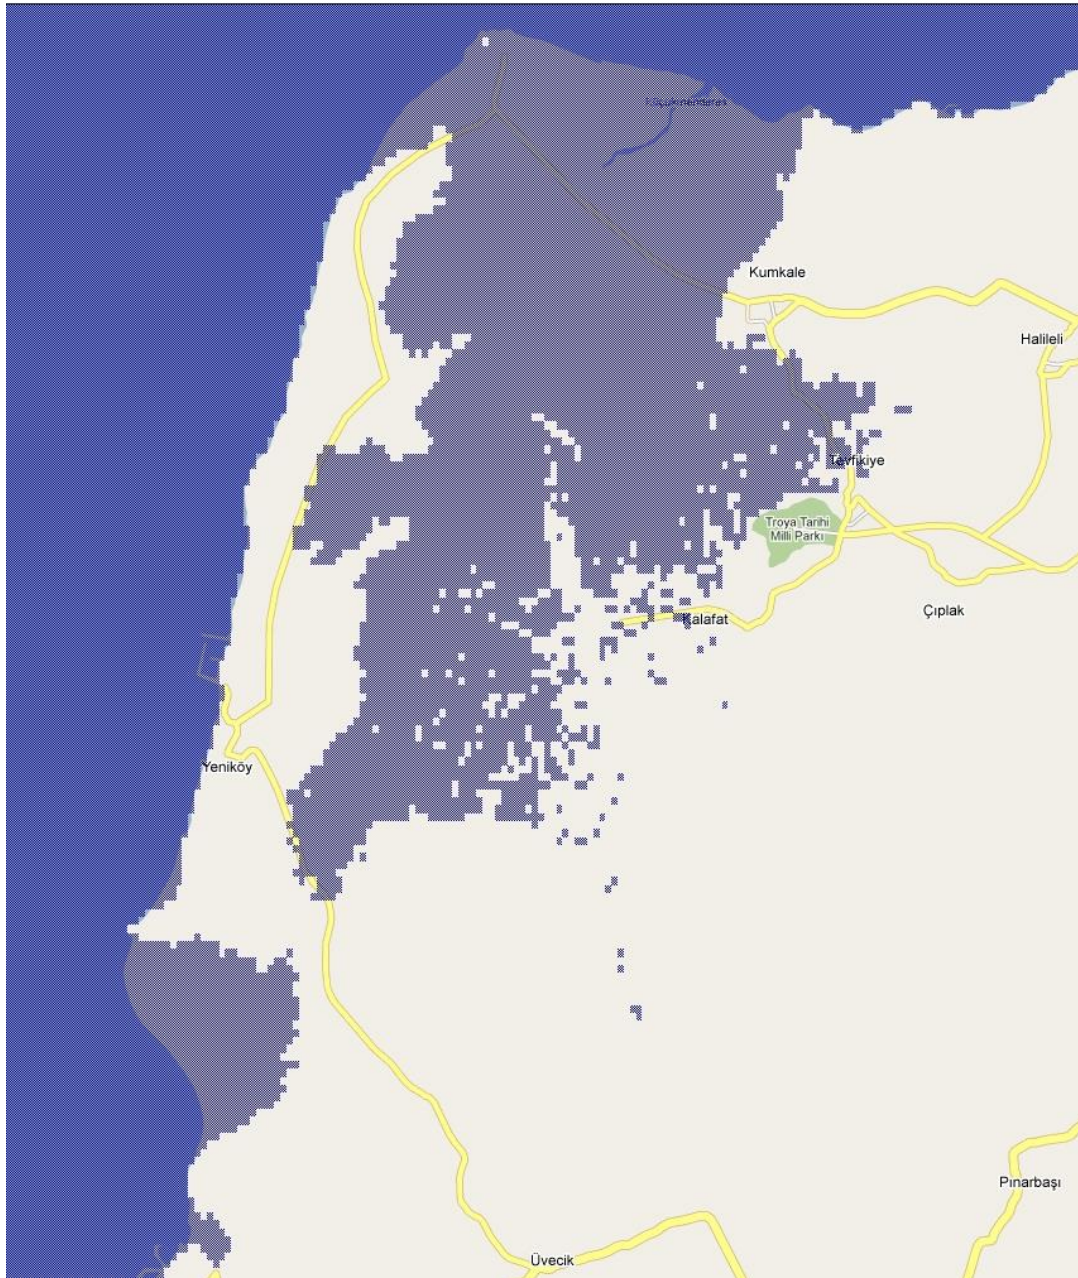 Kumkale
Halileli
Tevfikiye
Troya Tarihi
Milli Parkı
Çıplak
Kalafat
Yeniköy
Pınarbaşı
Üvecik